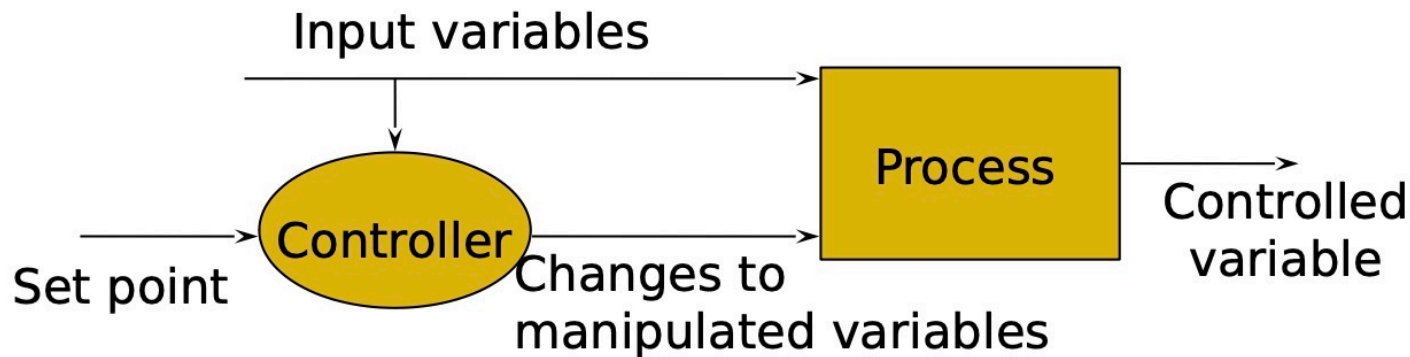 Input variables
Process
Controlled
variable
Controller
Set point
Changes to
manipulated variables